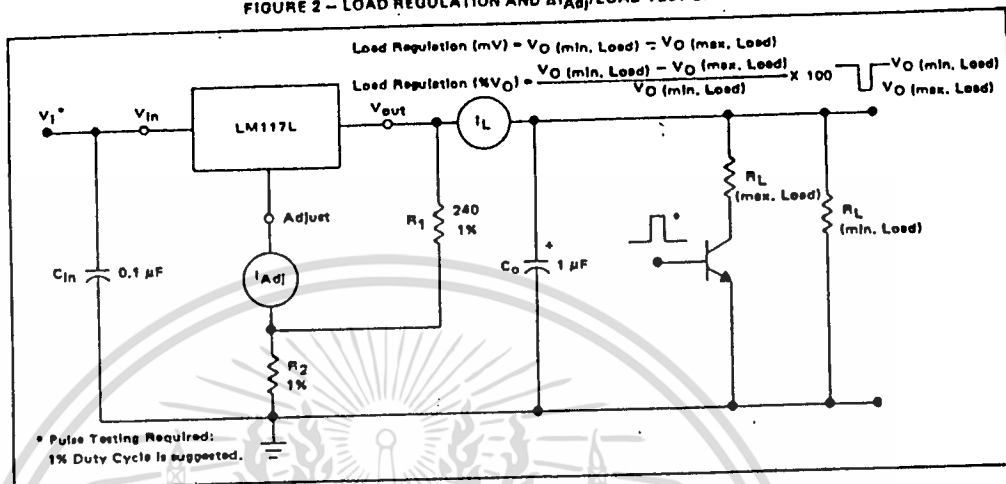 FIGURE 2 – LOAD REGULATION AND ΔIAdj/LOAD TEST
Load Regulation (mV) = VO (min. Load) – VO (max. Load)
Load Regulation (%VO) = VO (min. Load) – VO (max. Load) / VO (min. Load) X 100
VO (min. Load)
VO (max. Load)
VI*
Vin
LM117L
Vout
IL
Adjust
R1
240
1%
RL
(max. Load)
RL
(min. Load)
*
Cin
0.1 µF
IAdj
Co
+
1 µF
R2
1%
* Pulse Testing Required:
1% Duty Cycle is suggested.